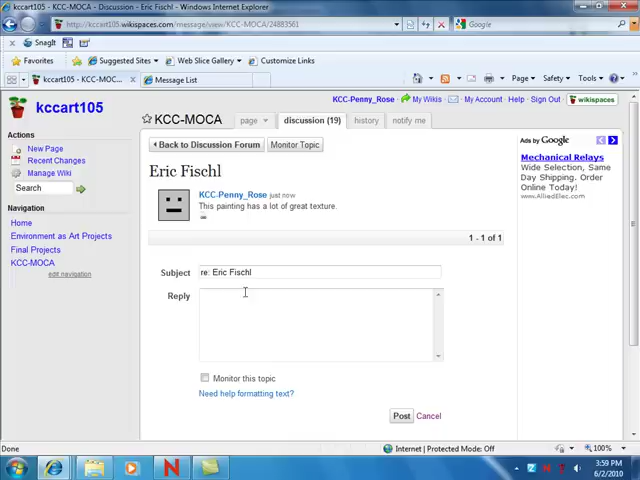 kccart105 - KCC-MOCA - Discussion - Eric Fischl - Windows Internet Explorer
http://kccart105.wikispaces.com/message/view/KCC-MOCA/24883561
Google
SnagIt
Favorites
Suggested Sites
Web Slice Gallery
Customize Links
kccart105 - KCC-MOC...
Message List
Page
Safety
Tools
KCC-Penny_Rose
My Wikis
My Account
Help
Sign Out
wikispaces
kccart105
Actions
New Page
Recent Changes
Manage Wiki
Search
Navigation
Home
Environment as Art Projects
Final Projects
KCC-MOCA
edit navigation
KCC-MOCA
page
discussion (19)
history
notify me
Back to Discussion Forum
Monitor Topic
Eric Fischl
KCC-Penny_Rose just now
This painting has a lot of great texture.
1 - 1 of 1
Subject
re: Eric Fischl
Reply
Monitor this topic
Need help formatting text?
Post
Cancel
Ads by Google
Mechanical Relays
Wide Selection, Same
Day Shipping. Order
Online Today!
www.AlliedElec.com
Done
Internet | Protected Mode: Off
100%
3:59 PM
6/2/2010